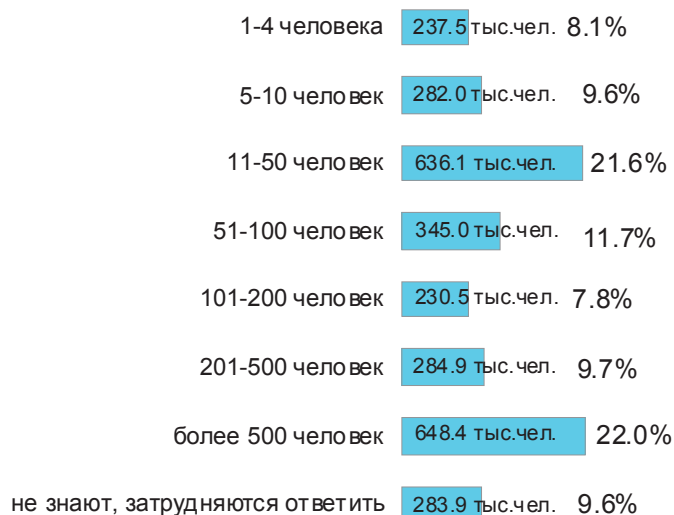 1-4 человека 237.5 тыс.чел. 8.1%
5-10 человек 282.0 тыс.чел. 9.6%
11-50 человек 636.1 тыс.чел. 21.6%
51-100 человек 345.0 тыс.чел. 11.7%
101-200 человек 230.5 тыс.чел. 7.8%
201-500 человек 284.9 тыс.чел. 9.7%
более 500 человек 648.4 тыс.чел. 22.0%
не знают, затрудняются ответить 283.9 тыс.чел. 9.6%